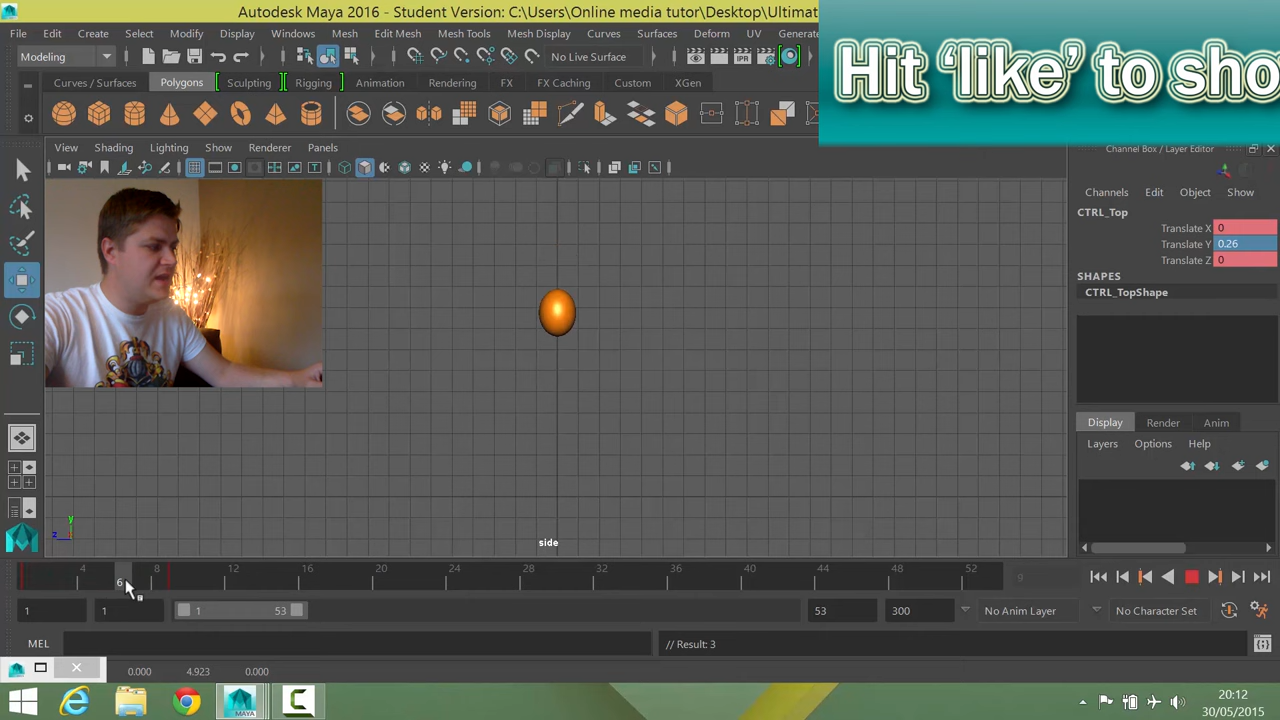 Autodesk Maya 2016 - Student Version: C:\Users\Online media tutor\Desktop\Ultimat
Hit 'like' to sho
File Edit Create Select Modify Display Windows Mesh Edit Mesh Mesh Tools Mesh Display Curves Surfaces Deform UV
Modeling
No Live Surface
Curves / Surfaces Polygons Sculpting Rigging Animation Rendering FX FX Caching Custom XGen
View Shading Lighting Show Renderer Panels
Channel Box / Layer Editor
Channels Edit Object Show
CTRL_Top
Translate X 0
Translate Y 0.26
Translate Z 0
SHAPES
CTRL_TopShape
Display Render Anim
Layers Options Help
y
z
side
4 8 12 16 20 24 28 32 36 40 44 48 52
6
9
1 1 1 53 53 300 No Anim Layer No Character Set
MEL // Result: 3
0.000 4.923 0.000
MAYA
20:12
30/05/2015